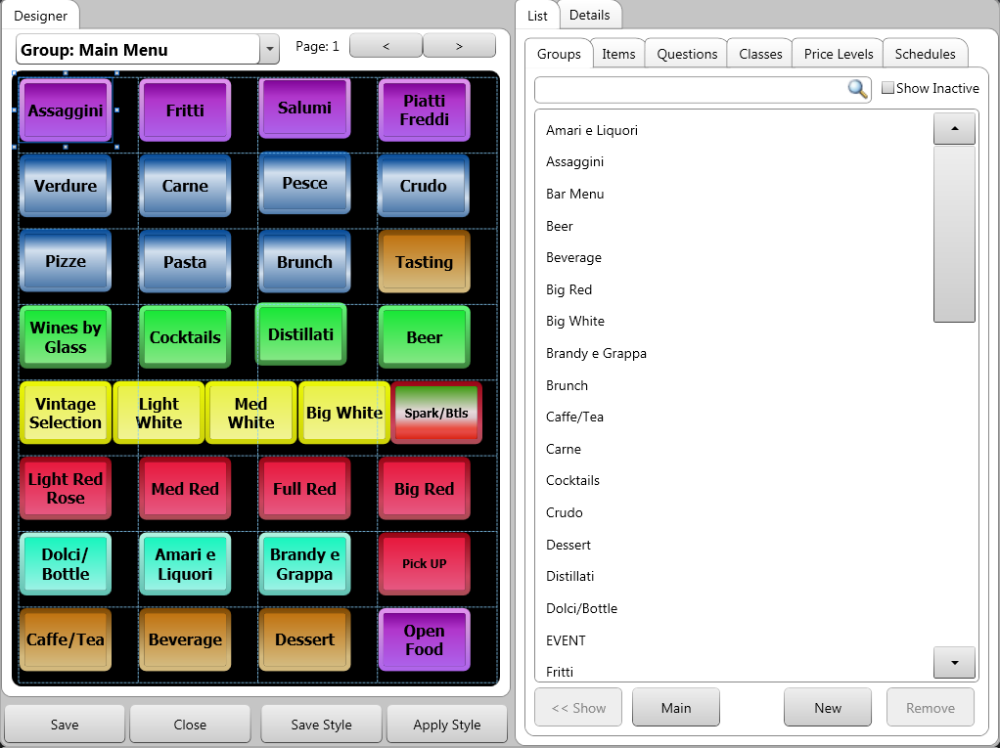 Designer
Group: Main Menu
Page: 1
<
>
Assaggini
Fritti
Salumi
Piatti
Freddi
Verdure
Carne
Pesce
Crudo
Pizze
Pasta
Brunch
Tasting
Wines by
Glass
Cocktails
Distillati
Beer
Vintage
Selection
Light
White
Med
White
Big White
Spark/Btls
Light Red
Rose
Med Red
Full Red
Big Red
Dolci/
Bottle
Amari e
Liquori
Brandy e
Grappa
Pick UP
Caffe/Tea
Beverage
Dessert
Open
Food
Save
Close
Save Style
Apply Style
List
Details
Groups
Items
Questions
Classes
Price Levels
Schedules
Show Inactive
Amari e Liquori
Assaggini
Bar Menu
Beer
Beverage
Big Red
Big White
Brandy e Grappa
Brunch
Caffe/Tea
Carne
Cocktails
Crudo
Dessert
Distillati
Dolci/Bottle
EVENT
Fritti
<< Show
Main
New
Remove